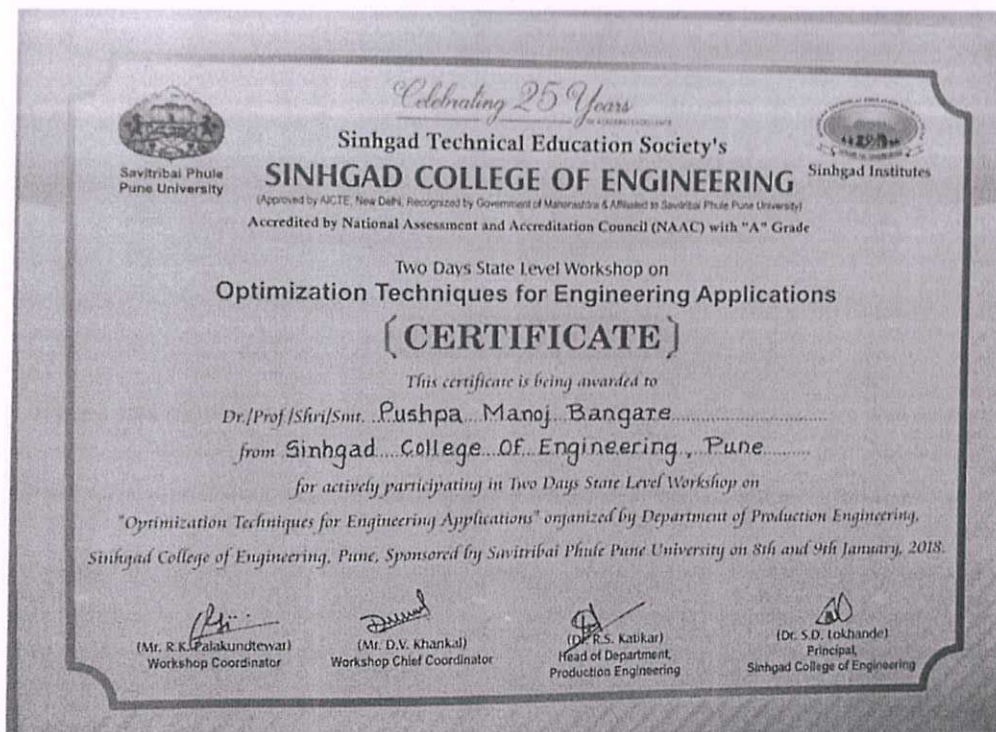 Celebrating 25 Years
Savitribai Phule
Pune University
Sinhgad Institutes
Sinhgad Technical Education Society's
SINHGAD COLLEGE OF ENGINEERING
(Approved by AICTE, New Delhi, Recognized by Government of Maharashtra & Affiliated to Savitribai Phule Pune University)
Accredited by National Assessment and Accreditation Council (NAAC) with "A" Grade
Two Days State Level Workshop on
Optimization Techniques for Engineering Applications
[CERTIFICATE]
This certificate is being awarded to
Dr./Prof./Shri/Smt. Pushpa Manoj Bangare
from Sinhgad College Of Engineering, Pune
for actively participating in Two Days State Level Workshop on
"Optimization Techniques for Engineering Applications" organized by Department of Production Engineering,
Sinhgad College of Engineering, Pune, Sponsored by Savitribai Phule Pune University on 8th and 9th January, 2018.
(Mr. R.K. Palakundtewar)
Workshop Coordinator
(Mr. D.V. Khankal)
Workshop Chief Coordinator
(Dr. R.S. Katikar)
Head of Department,
Production Engineering
(Dr. S.D. Lokhande)
Principal,
Sinhgad College of Engineering